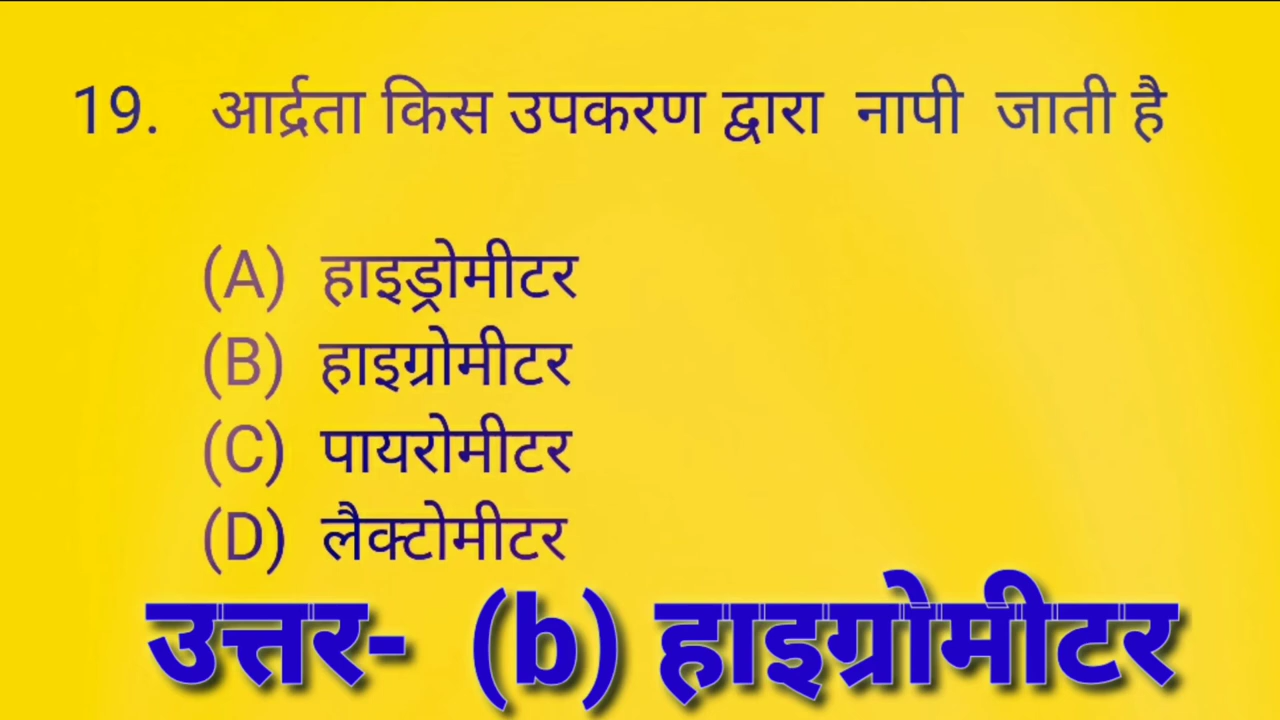 19. आर्द्रता किस उपकरण द्वारा नापी जाती है
(A) हाइड्रोमीटर
(B) हाइग्रोमीटर
(C) पायरोमीटर
(D) लैक्टोमीटर
उत्तर- (b) हाइग्रोमीटर